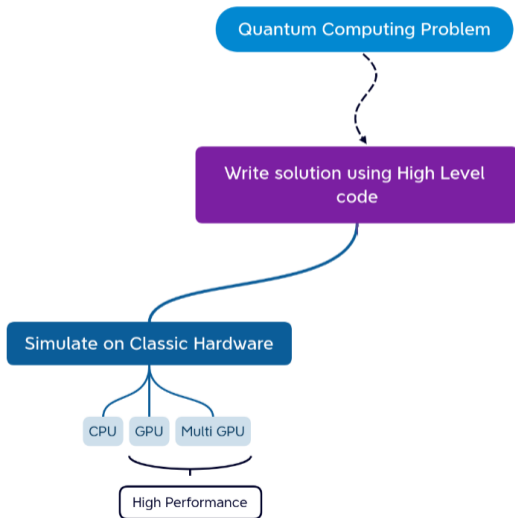 Quantum Computing Problem
Write solution using High Level
code
Simulate on Classic Hardware
CPU
GPU
Multi GPU
High Performance